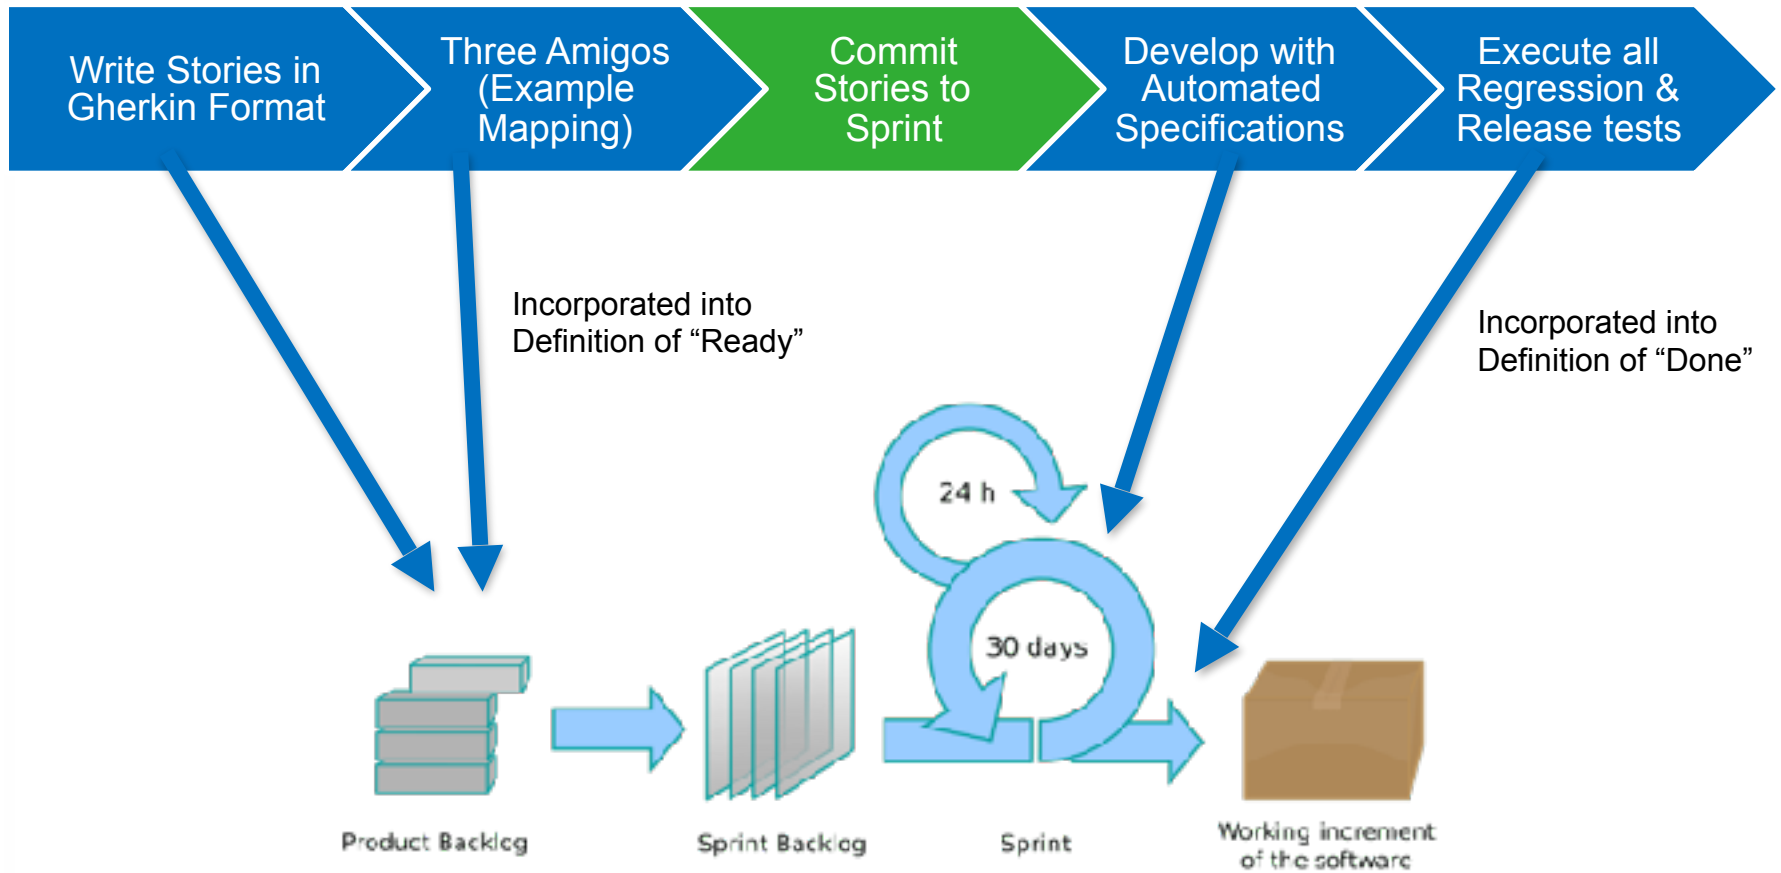 Write Stories in
Gherkin Format
Three Amigos
(Example
Mapping)
Commit
Stories to
Sprint
Develop with
Automated
Specifications
Execute all
Regression &
Release tests
Incorporated into
Definition of “Ready”
Incorporated into
Definition of “Done”
24 h
30 days
Product Backlog
Sprint Backlog
Sprint
Working increment
of the software